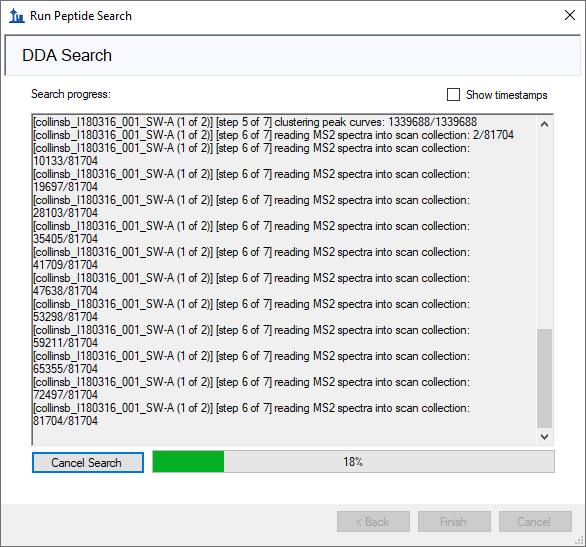 Run Peptide Search
DDA Search
Search progress:
Show timestamps
[collinsb_I180316_001_SW-A (1 of 2)] [step 5 of 7] clustering peak curves: 1339688/1339688
[collinsb_I180316_001_SW-A (1 of 2)] [step 6 of 7] reading MS2 spectra into scan collection: 2/81704
[collinsb_I180316_001_SW-A (1 of 2)] [step 6 of 7] reading MS2 spectra into scan collection:
10133/81704
[collinsb_I180316_001_SW-A (1 of 2)] [step 6 of 7] reading MS2 spectra into scan collection:
19697/81704
[collinsb_I180316_001_SW-A (1 of 2)] [step 6 of 7] reading MS2 spectra into scan collection:
28103/81704
[collinsb_I180316_001_SW-A (1 of 2)] [step 6 of 7] reading MS2 spectra into scan collection:
35405/81704
[collinsb_I180316_001_SW-A (1 of 2)] [step 6 of 7] reading MS2 spectra into scan collection:
41709/81704
[collinsb_I180316_001_SW-A (1 of 2)] [step 6 of 7] reading MS2 spectra into scan collection:
47638/81704
[collinsb_I180316_001_SW-A (1 of 2)] [step 6 of 7] reading MS2 spectra into scan collection:
53298/81704
[collinsb_I180316_001_SW-A (1 of 2)] [step 6 of 7] reading MS2 spectra into scan collection:
59211/81704
[collinsb_I180316_001_SW-A (1 of 2)] [step 6 of 7] reading MS2 spectra into scan collection:
65355/81704
[collinsb_I180316_001_SW-A (1 of 2)] [step 6 of 7] reading MS2 spectra into scan collection:
72497/81704
[collinsb_I180316_001_SW-A (1 of 2)] [step 6 of 7] reading MS2 spectra into scan collection:
81704/81704
Cancel Search
18%
< Back
Finish
Cancel